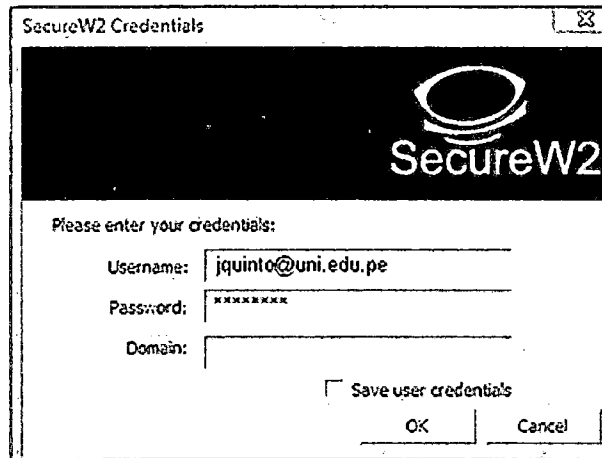 SecureW2 Credentials
SecureW2
Please enter your credentials:
Username: jquinto@uni.edu.pe
Password: ********
Domain:
Save user credentials
OK Cancel